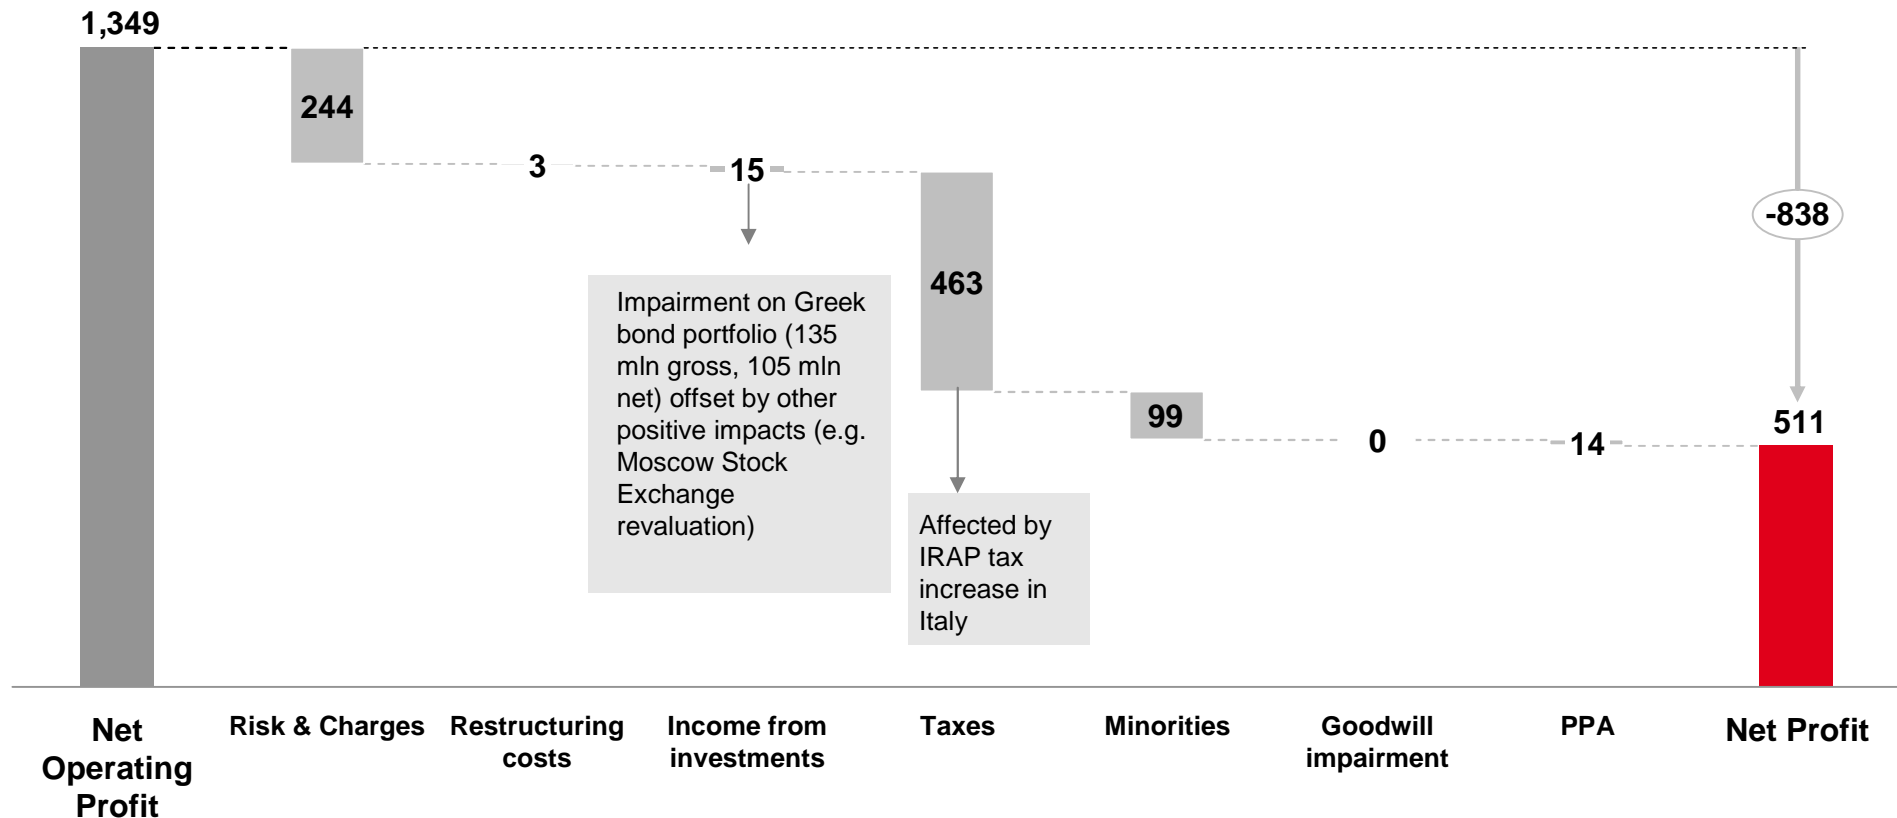 1,349
244
3
15
463
99
0
14
-838
511
Impairment on Greek
bond portfolio (135
mln gross, 105 mln
net) offset by other
positive impacts (e.g.
Moscow Stock
Exchange
revaluation)
Affected by
IRAP tax
increase in
Italy
Net
Operating
Profit
Risk & Charges
Restructuring
costs
Income from
investments
Taxes
Minorities
Goodwill
impairment
PPA
Net Profit